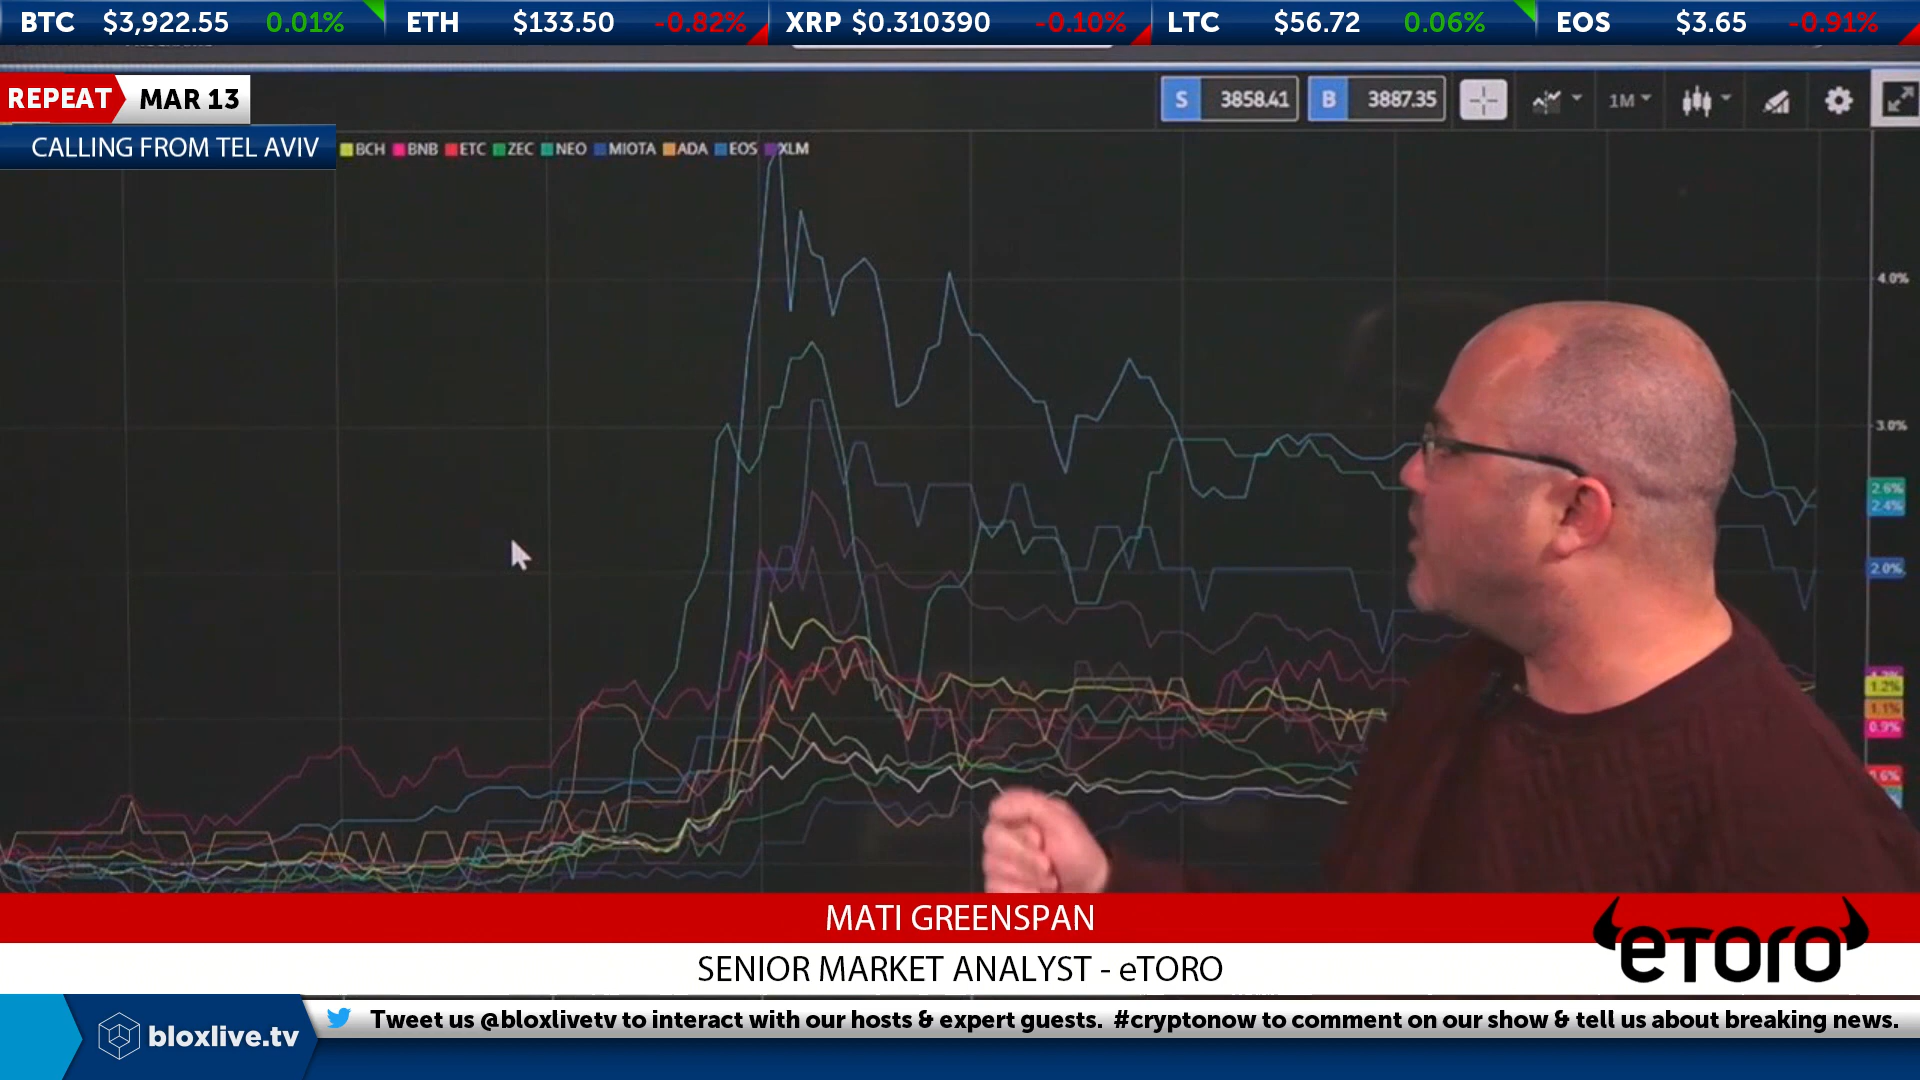 BTC $3,922.55 0.01% ETH $133.50 -0.82% XRP $0.310390 -0.10% LTC $56.72 0.06% EOS $3.65 -0.91%
REPEAT MAR 13
S 3858.41 B 3887.35 1M
CALLING FROM TEL AVIV
BCH BNB ETC ZEC NEO MIOTA ADA EOS XLM
4.0%
3.0%
2.6%
2.4%
2.0%
1.2%
1.1%
0.9%
MATI GREENSPAN
eTORO
SENIOR MARKET ANALYST - eTORO
bloxlive.tv
Tweet us @bloxlivetv to interact with our hosts & expert guests. #cryptonow to comment on our show & tell us about breaking news.